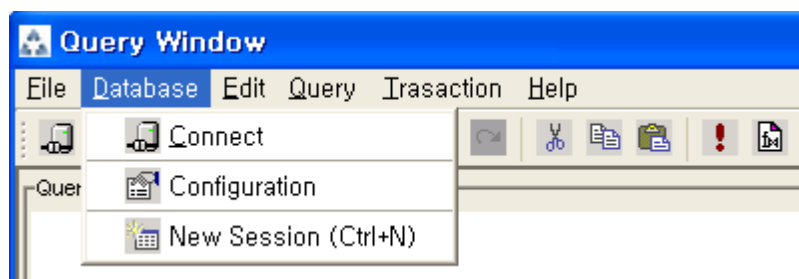 Query Window
File Database Edit Query Trasaction Help
Connect
Quer
Configuration
New Session (Ctrl+N)